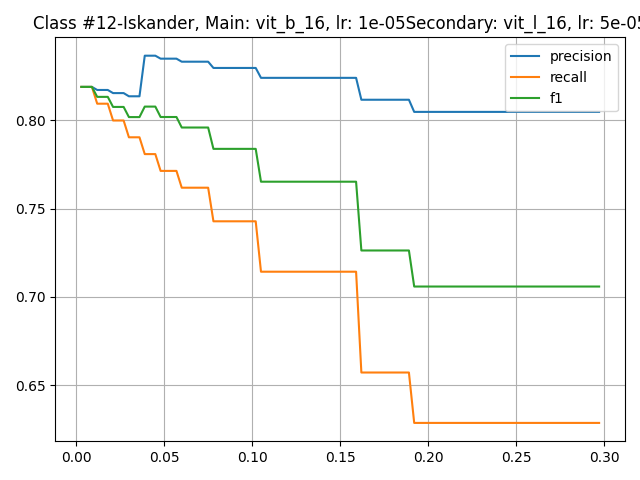 Class #12-Iskander, Main: vit_b_16, lr: 1e-05Secondary: vit_l_16, lr: 5e-05
precision
recall
f1
0.80
0.75
0.70
0.65
0.00 0.05 0.10 0.15 0.20 0.25 0.30